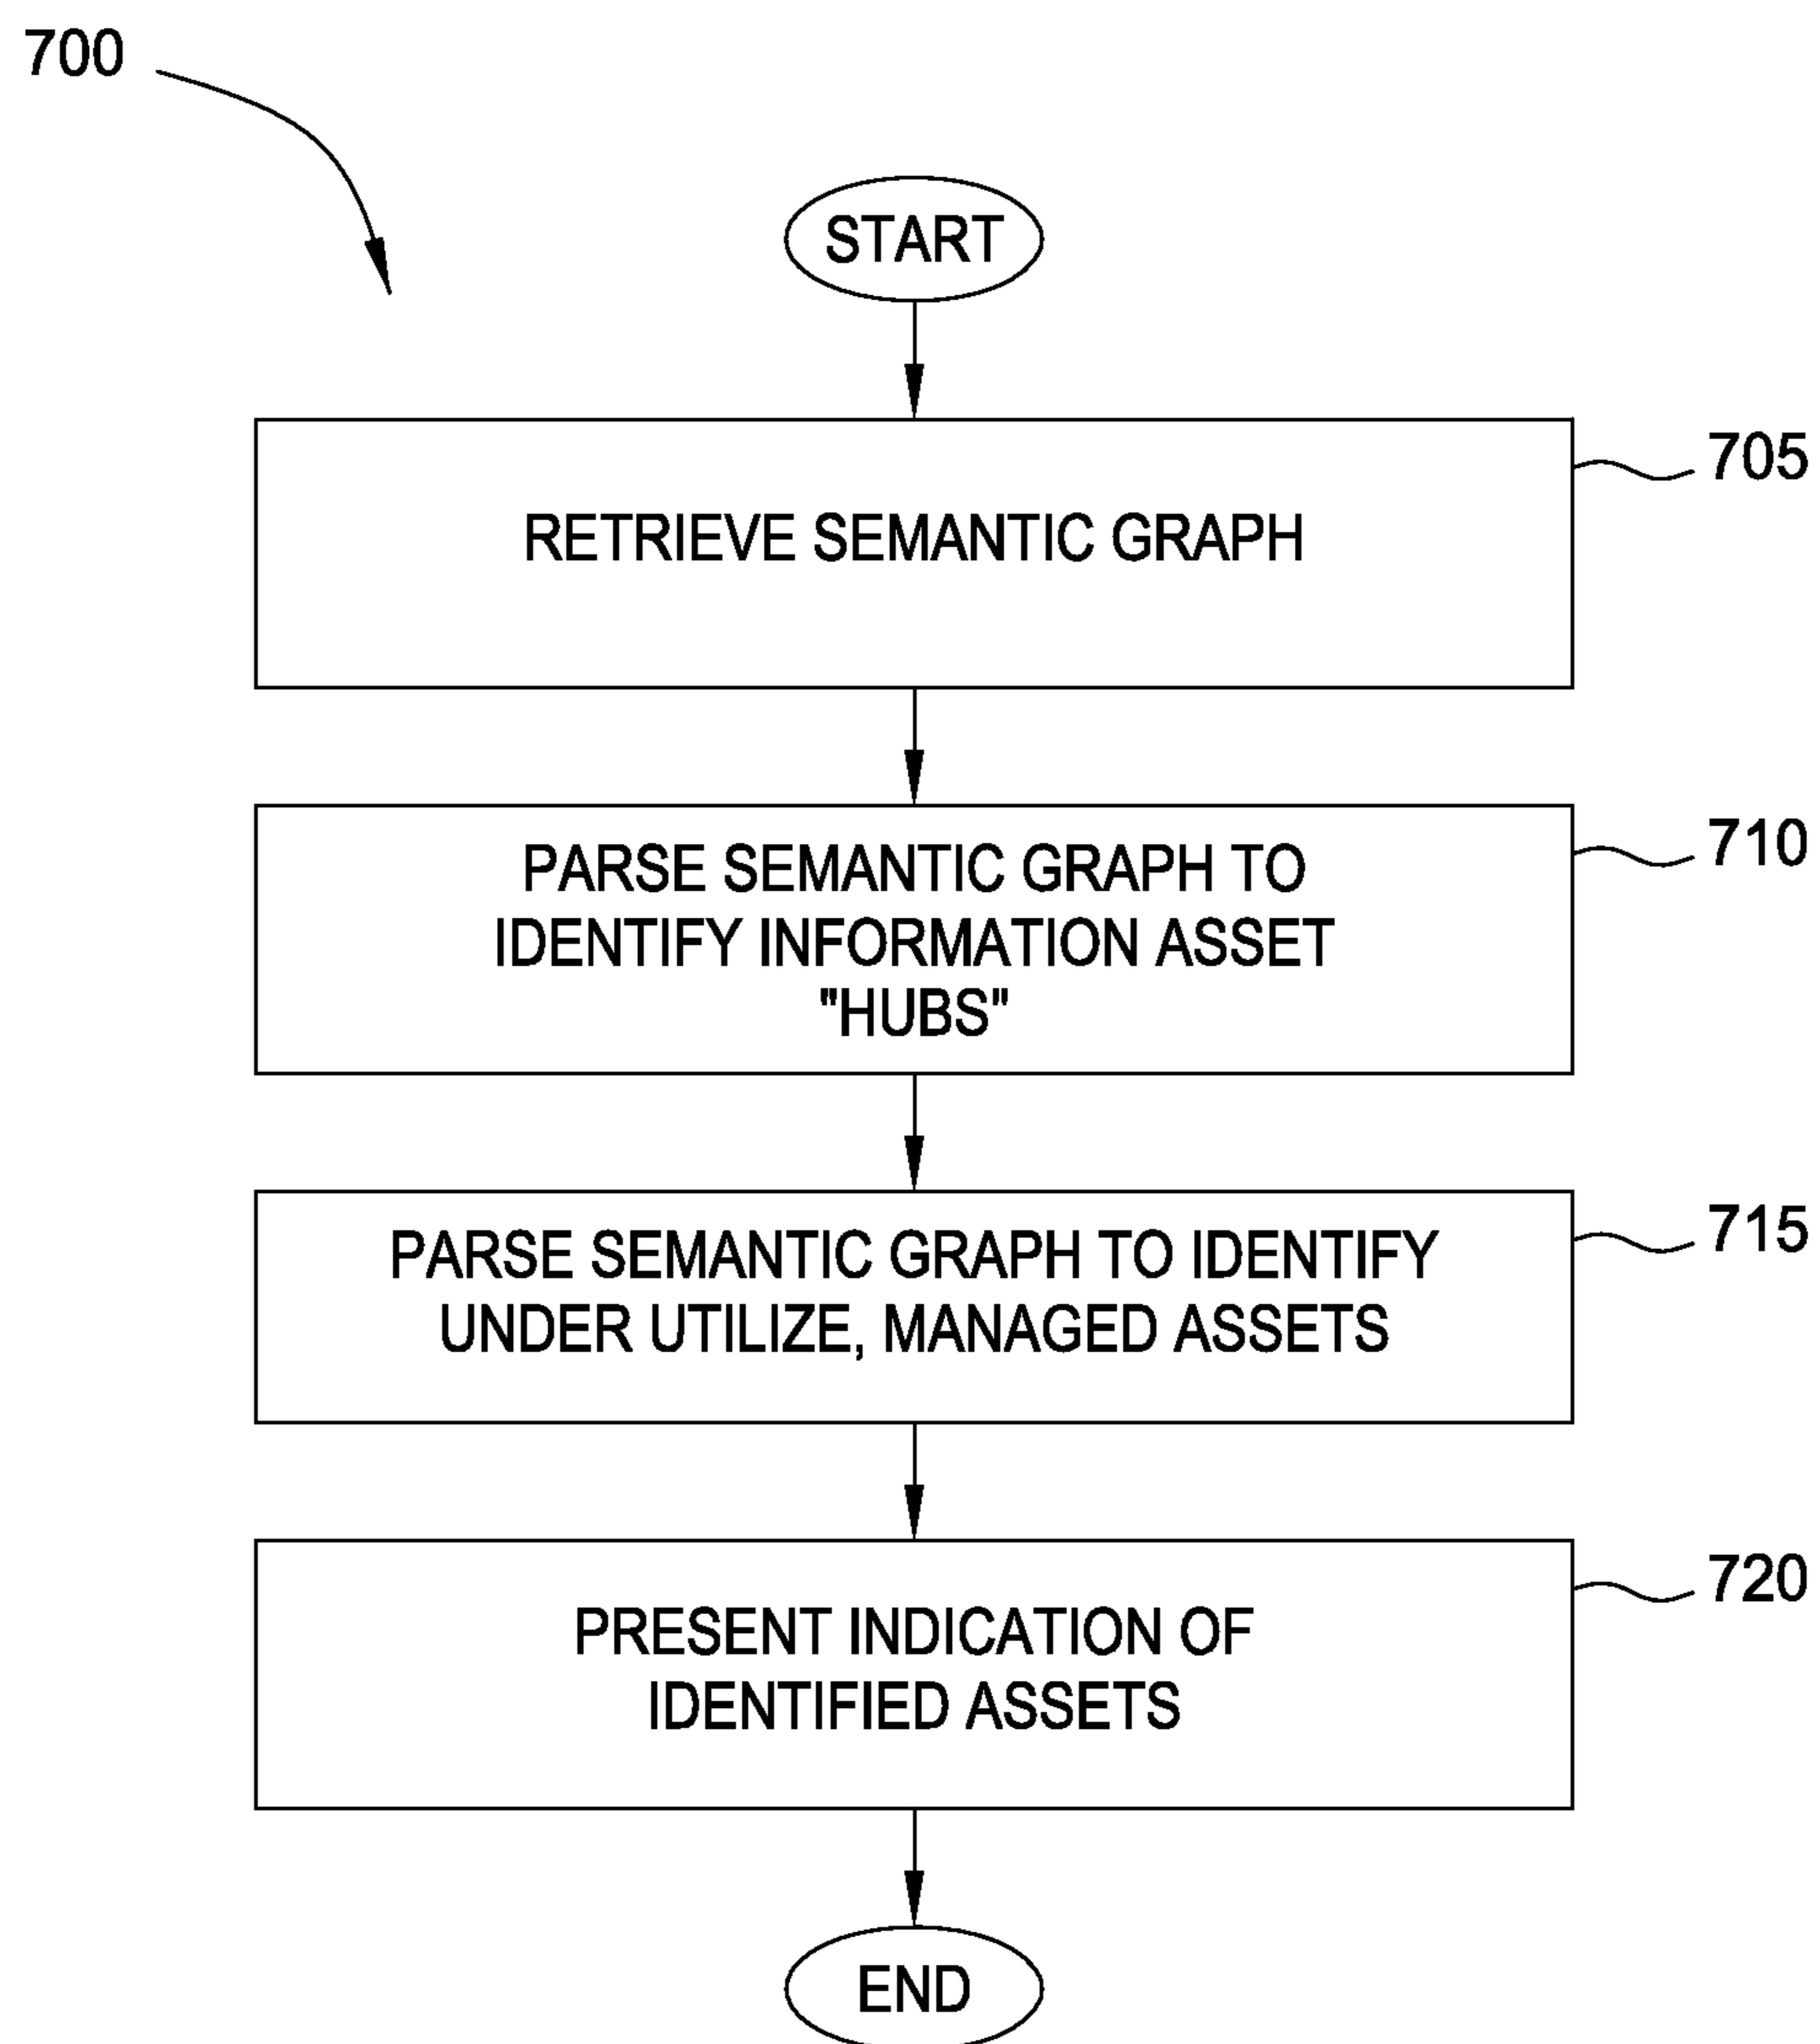 700
START
705
RETRIEVE SEMANTIC GRAPH
710
PARSE SEMANTIC GRAPH TO
IDENTIFY INFORMATION ASSET
"HUBS"
715
PARSE SEMANTIC GRAPH TO IDENTIFY
UNDER UTILIZE, MANAGED ASSETS
720
PRESENT INDICATION OF
IDENTIFIED ASSETS
END